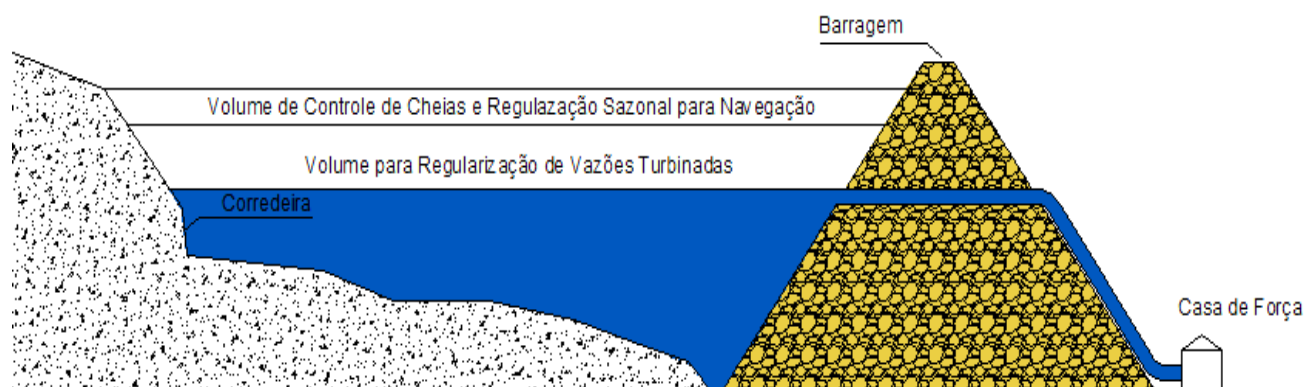 Barragem
Volume de Controle de Cheias e Regulazação Sazonal para Navegação
Volume para Regularização de Vazões Turbinadas
Corredeira
Casa de Força